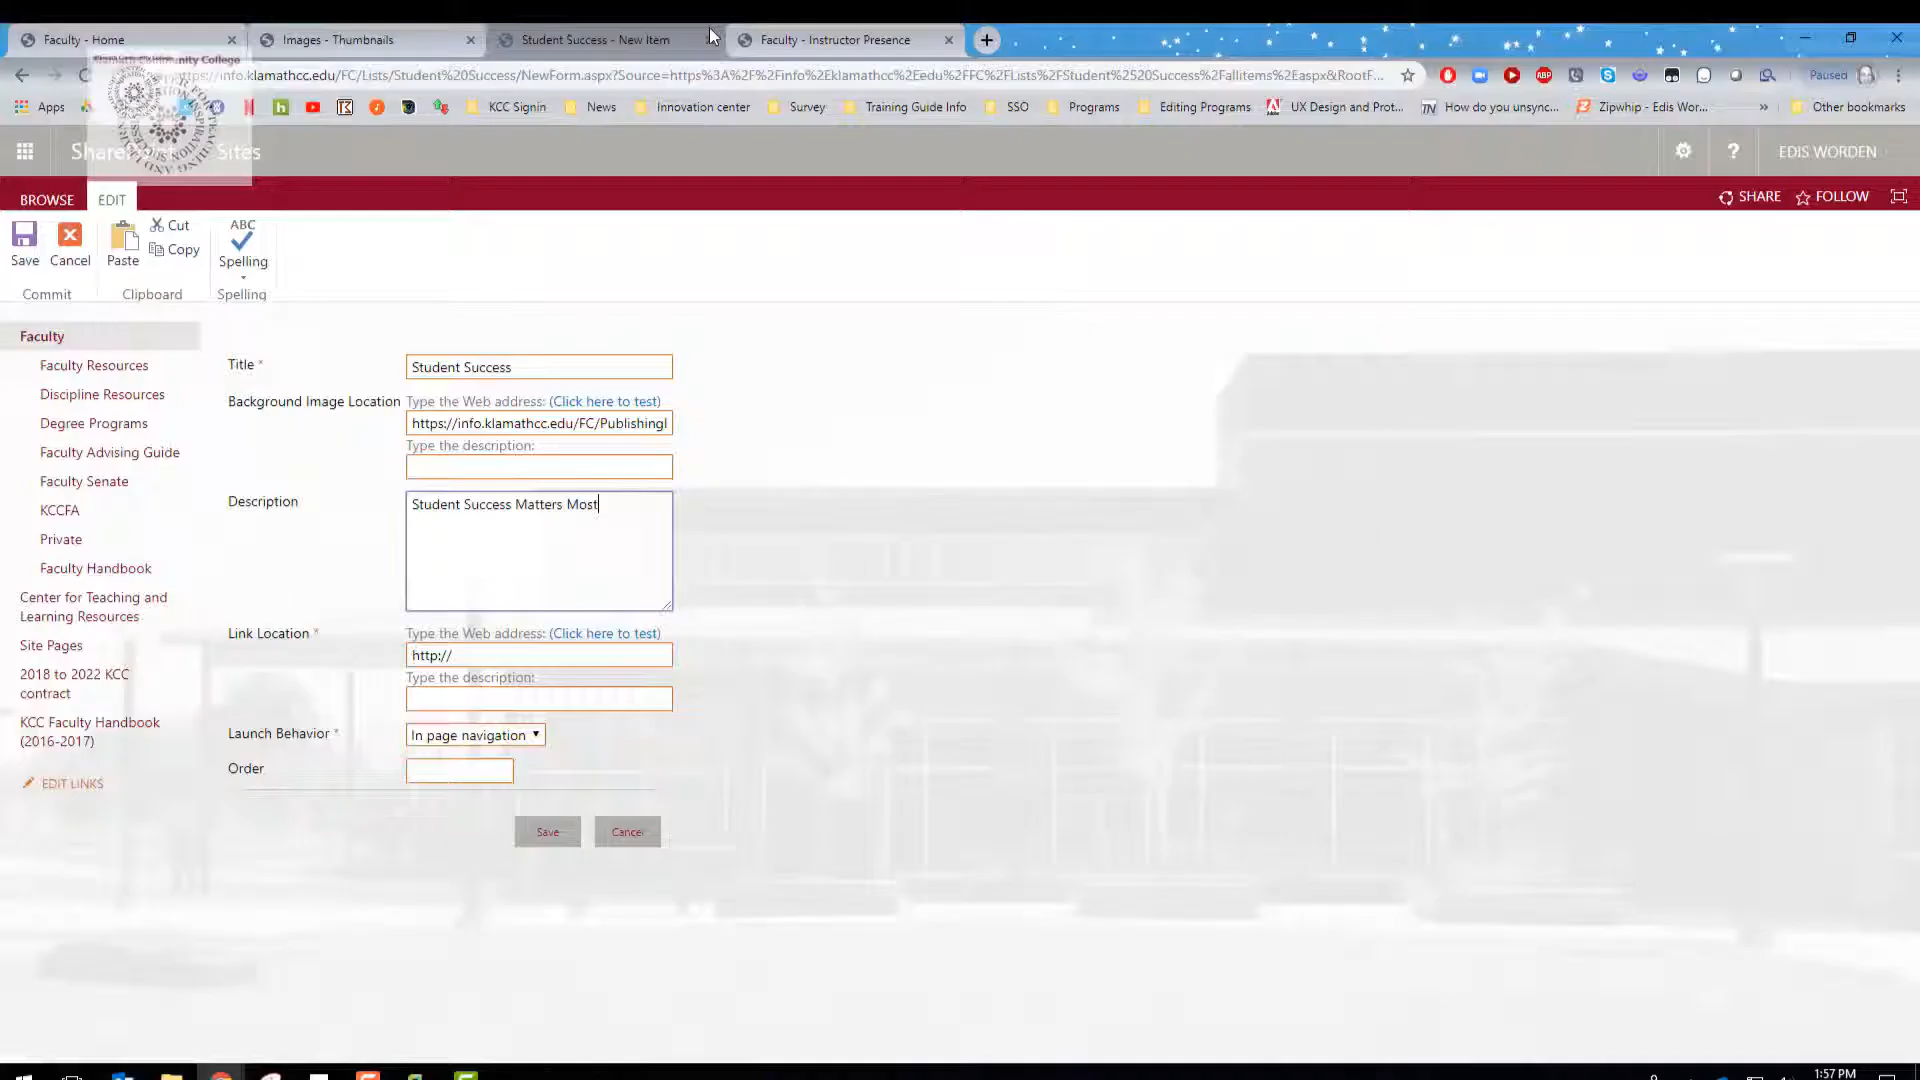 Faculty - Home
Images - Thumbnails
Student Success - New Item
Faculty - Instructor Presence
Klamath Community College
https://info.klamathcc.edu/FC/Lists/Student%20Success/NewForm.aspx?Source=https%3A%2F%2Finfo%2Eklamathcc%2Eedu%2FFC%2FLists%2FStudent%2520Success%2Fallitems%2Easpx&RootF...
Paused
Apps
KCC Signin
News
Innovation center
Survey
Training Guide Info
SSO
Programs
Editing Programs
UX Design and Prot...
How do you unsync...
Zipwhip - Edis Wor...
»
Other bookmarks
Sites
?
EDIS WORDEN
BROWSE
EDIT
SHARE
FOLLOW
Save
Cancel
Paste
Cut
Copy
ABC
Spelling
Commit
Clipboard
Spelling
Faculty
Faculty Resources
Discipline Resources
Degree Programs
Faculty Advising Guide
Faculty Senate
KCCFA
Private
Faculty Handbook
Center for Teaching and
Learning Resources
Site Pages
2018 to 2022 KCC
contract
KCC Faculty Handbook
(2016-2017)
EDIT LINKS
Title *
Student Success
Background Image Location
Type the Web address: (Click here to test)
https://info.klamathcc.edu/FC/PublishingI
Type the description:
Description
Student Success Matters Most
Link Location *
Type the Web address: (Click here to test)
http://
Type the description:
Launch Behavior *
In page navigation
Order
Save
Cancel
1:57 PM